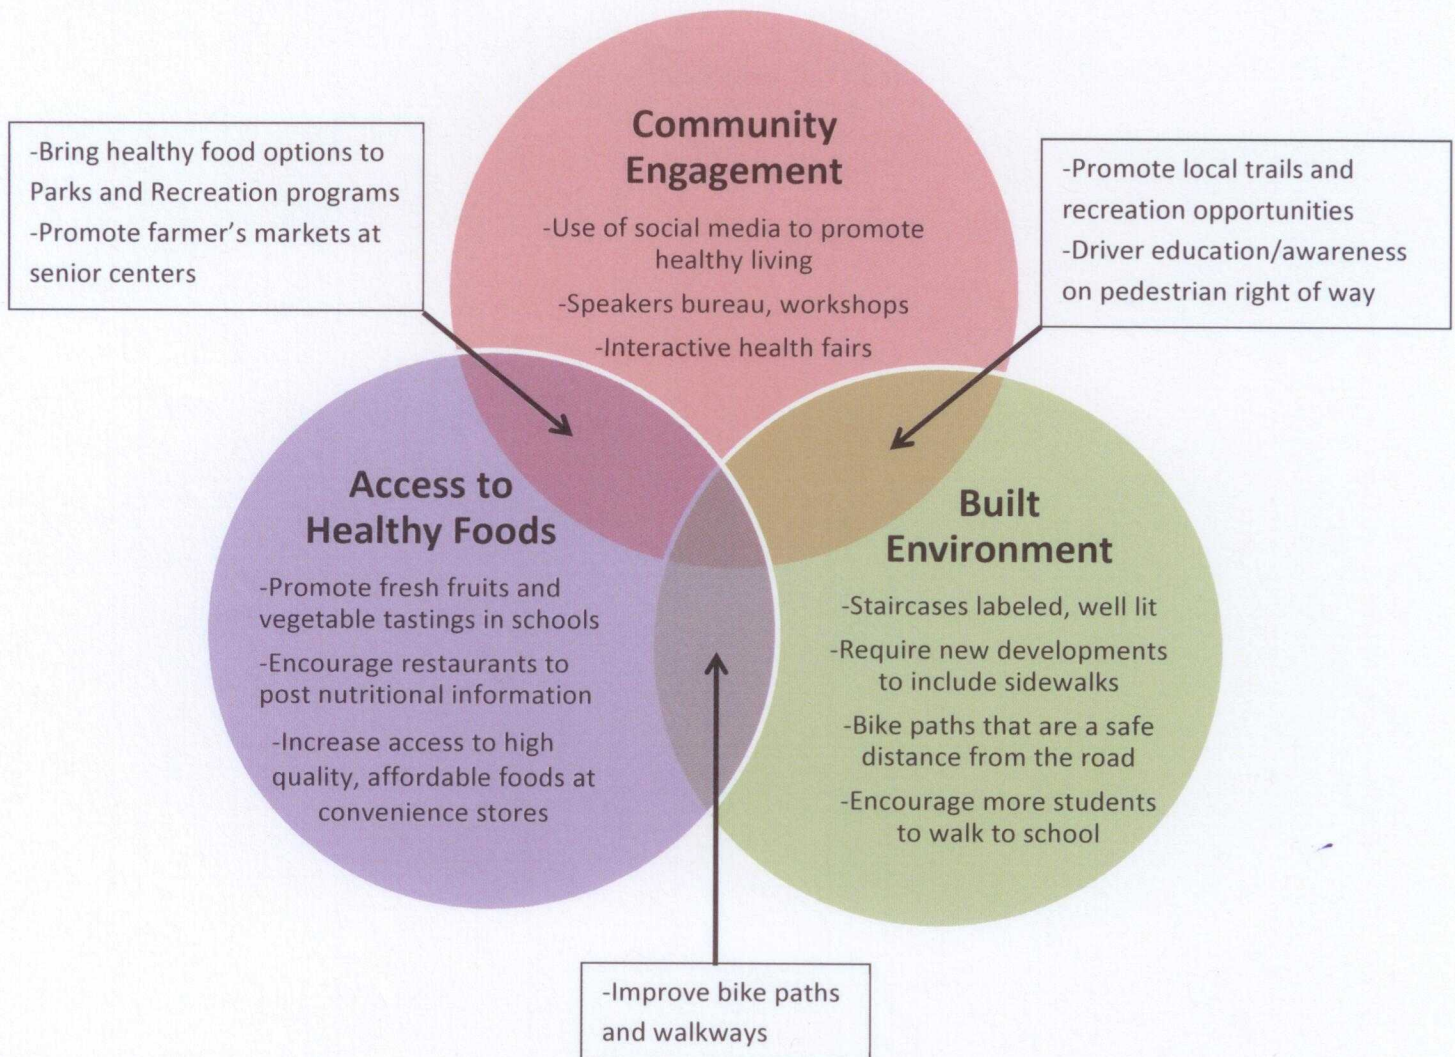 Community
Engagement
-Use of social media to promote
healthy living
-Speakers bureau, workshops
-Interactive health fairs
-Bring healthy food options to
Parks and Recreation programs
-Promote farmer’s markets at
senior centers
-Promote local trails and
recreation opportunities
-Driver education/awareness
on pedestrian right of way
Access to
Healthy Foods
-Promote fresh fruits and
vegetable tastings in schools
-Encourage restaurants to
post nutritional information
-Increase access to high
quality, affordable foods at
convenience stores
Built
Environment
-Staircases labeled, well lit
-Require new developments
to include sidewalks
-Bike paths that are a safe
distance from the road
-Encourage more students
to walk to school
-Improve bike paths
and walkways